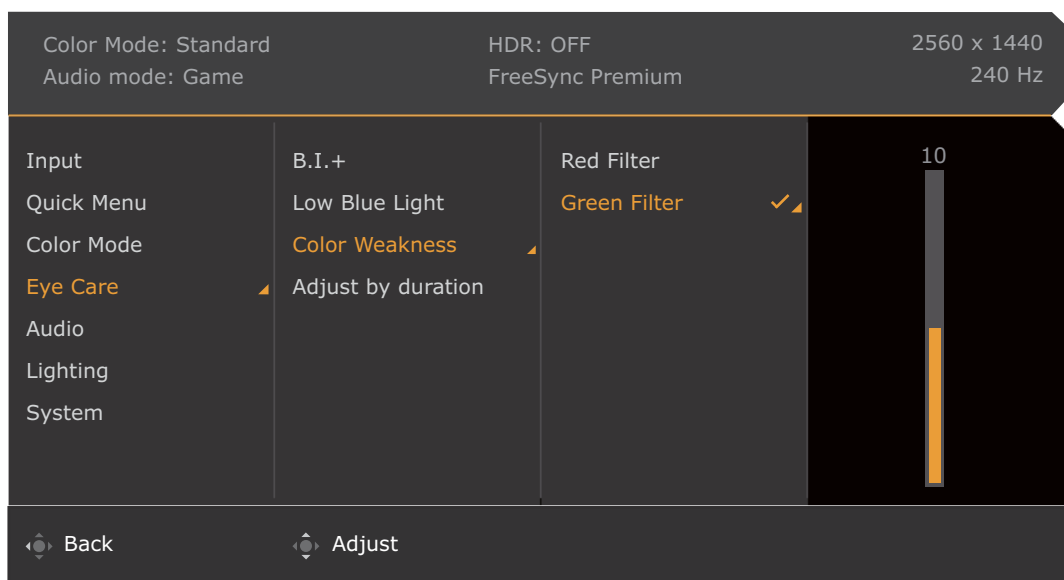 Color Mode: Standard
HDR: OFF
2560 x 1440
Audio mode: Game
FreeSync Premium
240 Hz
Input
Quick Menu
Color Mode
Eye Care
Audio
Lighting
System
B.I.+
Low Blue Light
Color Weakness
Adjust by duration
Red Filter
Green Filter
10
Back
Adjust